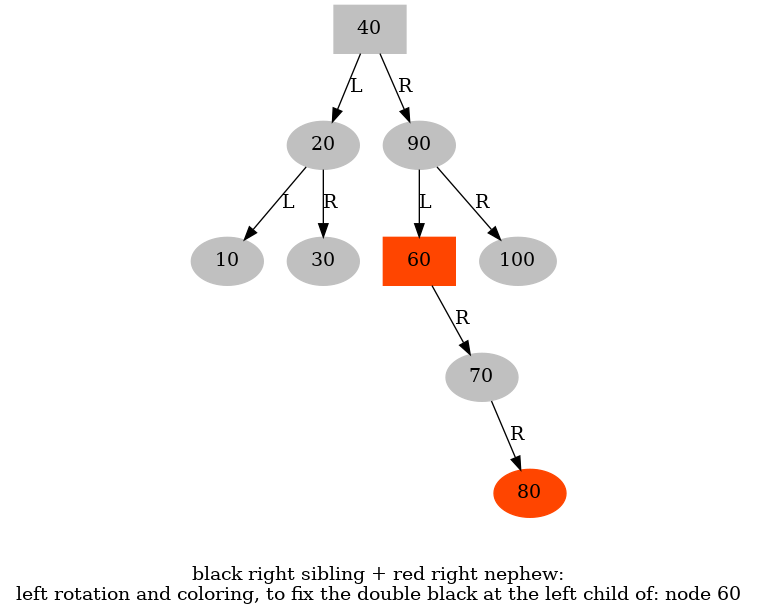 40
L R
20 90
L R L R
10 30 60 100
R
70
R
80
black right sibling + red right nephew:
left rotation and coloring, to fix the double black at the left child of: node 60